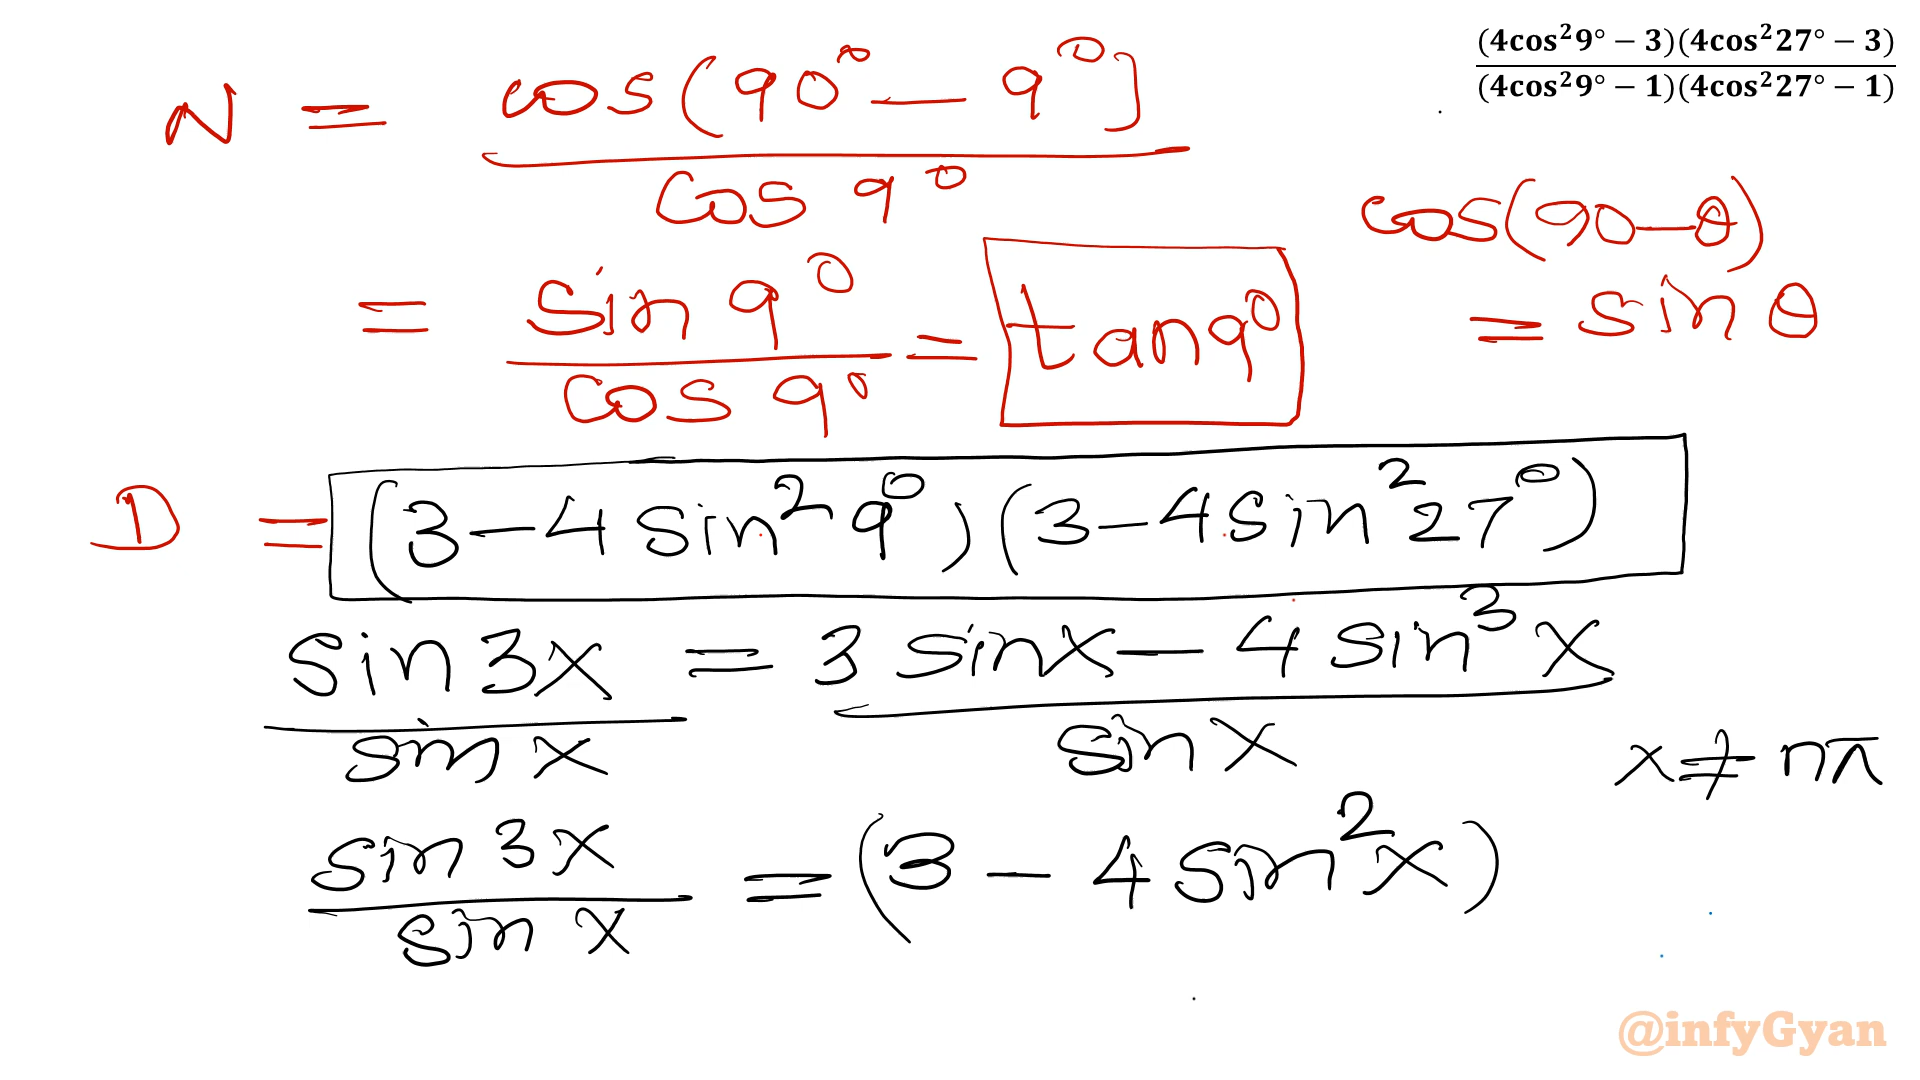 (4cos²9° − 3)(4cos²27° − 3)
(4cos²9° − 1)(4cos²27° − 1)
N = cos(90° − 9°)
cos 9°
cos(90−θ)
= sin θ
= sin 9° = tan9°
cos 9°
D = (3−4 sin²9°)(3−4sin²27°)
sin3x = 3 sinx − 4 sin³x
sin x sin x
x ≠ nπ
sin 3x = (3 − 4 sin²x)
sin x
@infyGyan